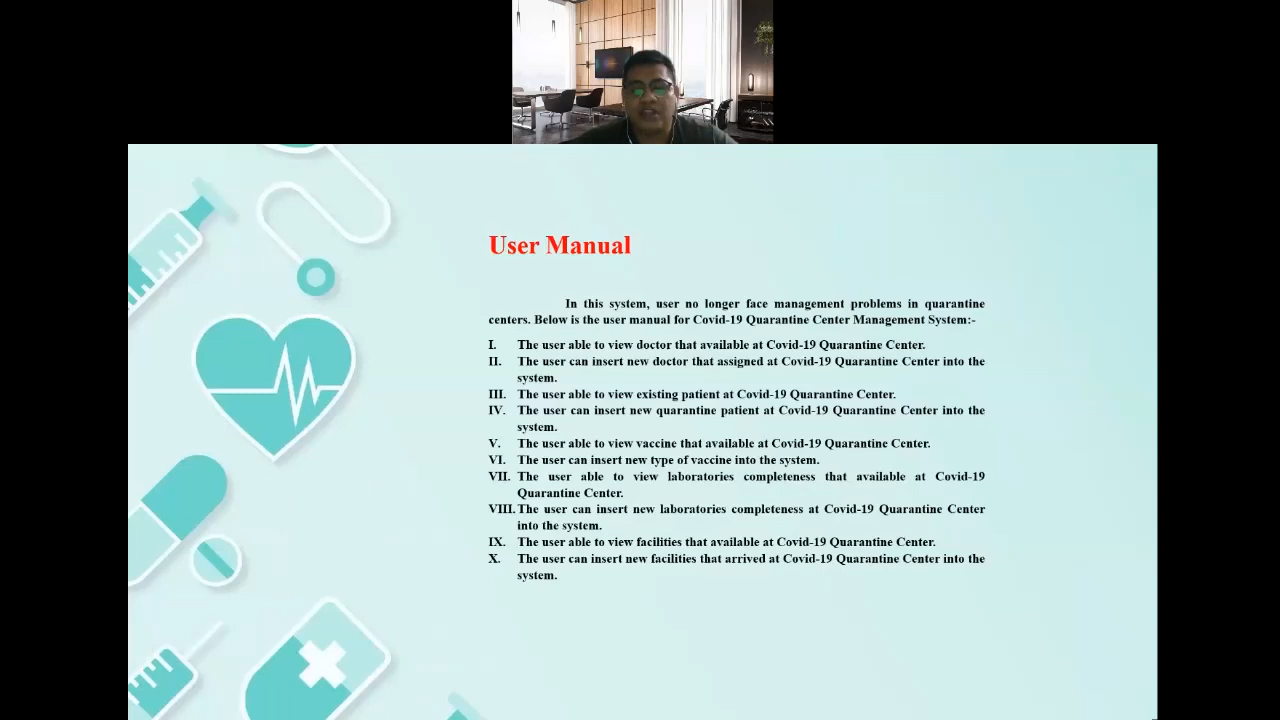 User Manual
In this system, user no longer face management problems in quarantine
centers. Below is the user manual for Covid-19 Quarantine Center Management System:-
I. The user able to view doctor that available at Covid-19 Quarantine Center.
II. The user can insert new doctor that assigned at Covid-19 Quarantine Center into the
system.
III. The user able to view existing patient at Covid-19 Quarantine Center.
IV. The user can insert new quarantine patient at Covid-19 Quarantine Center into the
system.
V. The user able to view vaccine that available at Covid-19 Quarantine Center.
VI. The user can insert new type of vaccine into the system.
VII. The user able to view laboratories completeness that available at Covid-19
Quarantine Center.
VIII. The user can insert new laboratories completeness at Covid-19 Quarantine Center
into the system.
IX. The user able to view facilities that available at Covid-19 Quarantine Center.
X. The user can insert new facilities that arrived at Covid-19 Quarantine Center into the
system.